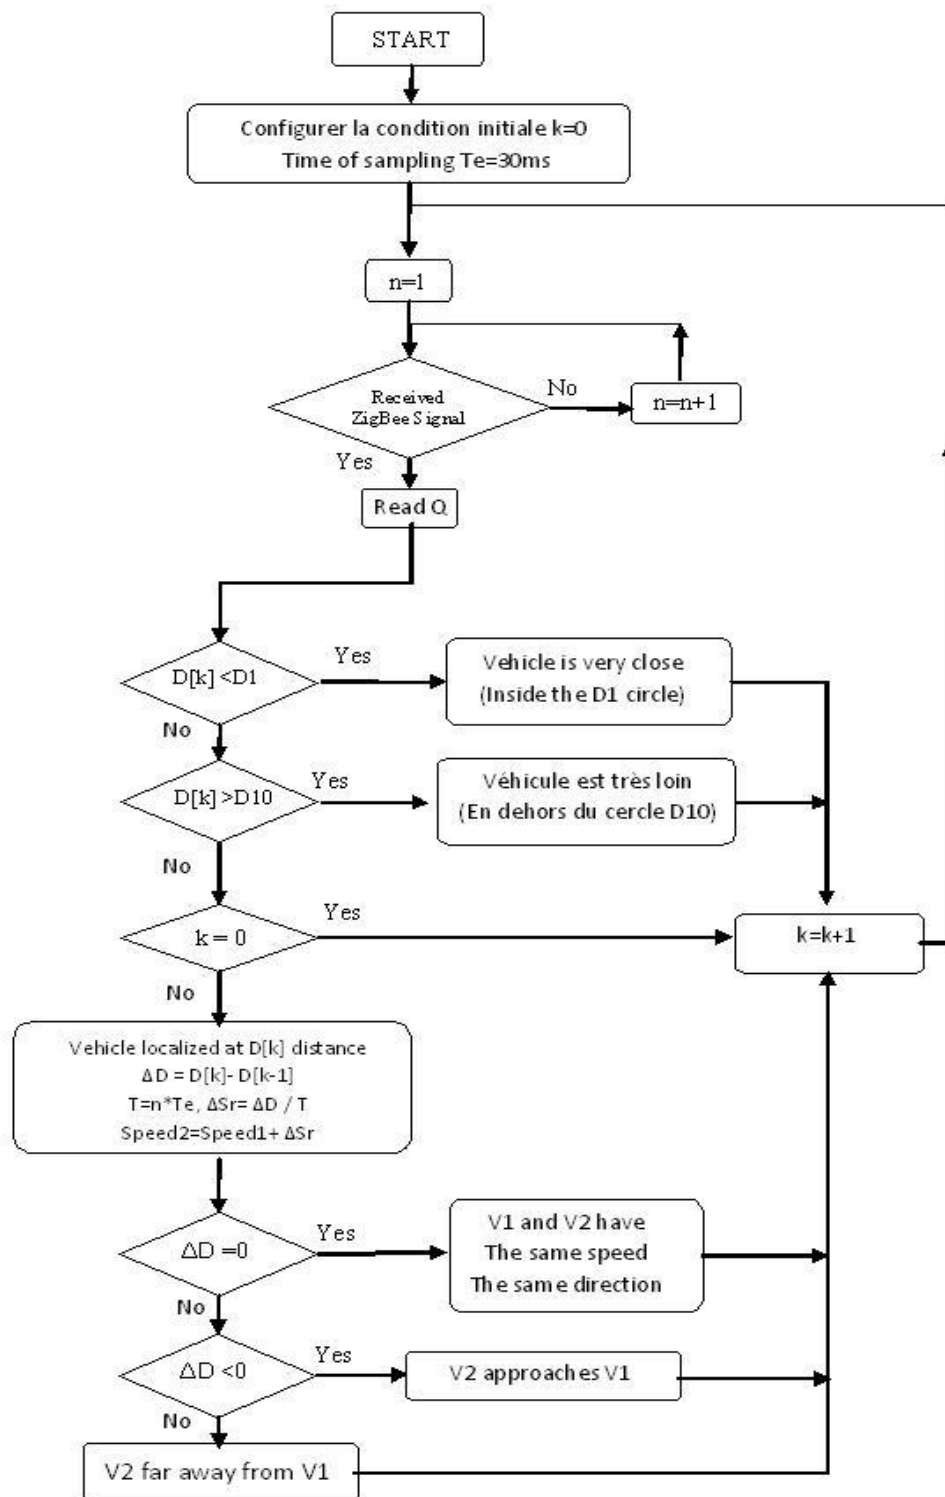 START
Configurer la condition initiale k=0
Time of sampling Te=30ms
n=1
Received
ZigBee Signal
No
n=n+1
Yes
Read Q
D[k] <D1
Yes
Vehicle is very close
(Inside the D1 circle)
No
D[k] >D10
Yes
Véhicule est très loin
(En dehors du cercle D10)
No
k = 0
Yes
k=k+1
No
Vehicle localized at D[k] distance
ΔD = D[k]- D[k-1]
T=n*Te, ΔSr= ΔD / T
Speed2=Speed1+ ΔSr
ΔD =0
Yes
V1 and V2 have
The same speed
The same direction
No
ΔD <0
Yes
V2 approaches V1
No
V2 far away from V1